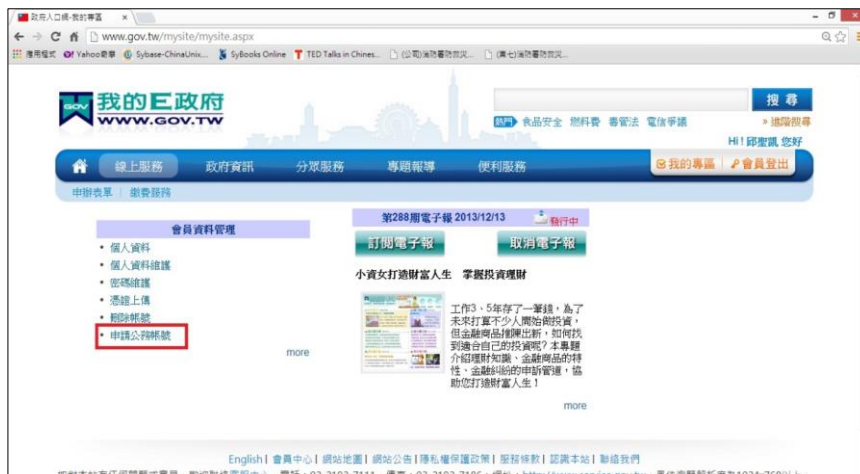 政府入口網-我的專區
www.gov.tw/mysite/mysite.aspx
應用程式 Yahoo奇摩 Sybase-ChinaUnix... SyBooks Online TED Talks in Chines...
我的E政府
WWW.GOV.TW
搜尋
熱門 食品安全 燃料費 毒管法 電信爭議
» 進階搜尋
Hi! 邱聖凱 您好
線上服務 政府資訊 分眾服務 專題報導 便利服務 我的專區 會員登出
申辦表單 | 繳費服務
會員資料管理
• 個人資料
• 個人資料維護
• 密碼維護
• 憑證上傳
• 刪除帳號
• 申請公務帳號
more
第288期電子報 2013/12/13 發行中
訂閱電子報 取消電子報
小資女打造財富人生 掌握投資理財
工作3、5年存了一筆錢,為了
未來打算不少人開始做投資,
但金融商品推陳出新,如何找
到適合自己的投資呢?本專題
介紹理財知識、金融商品的特
性、金融糾紛的申訴管道,協
助您打造財富人生!
more
English | 會員中心 | 網站地圖 | 網站公告 | 隱私權保護政策 | 服務條款 | 認識本站 | 聯絡我們